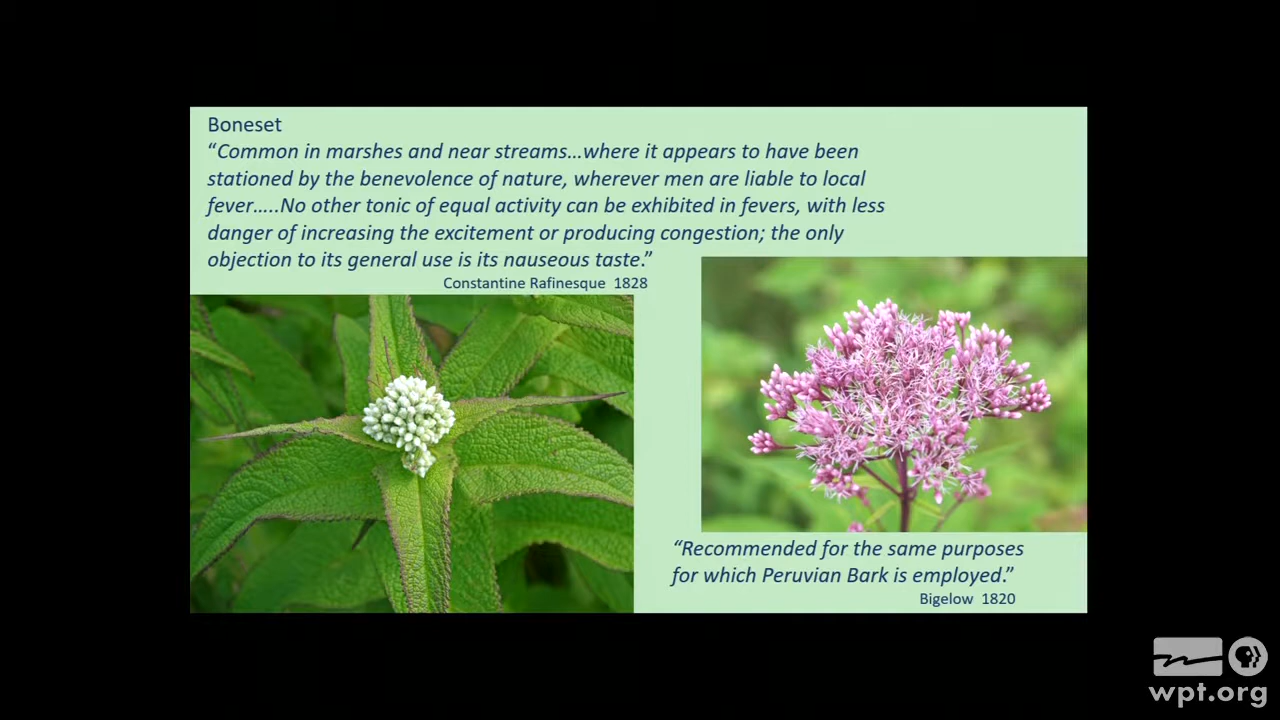 Boneset
“Common in marshes and near streams…where it appears to have been
stationed by the benevolence of nature, wherever men are liable to local
fever…..No other tonic of equal activity can be exhibited in fevers, with less
danger of increasing the excitement or producing congestion; the only
objection to its general use is its nauseous taste.”
Constantine Rafinesque 1828
“Recommended for the same purposes
for which Peruvian Bark is employed.”
Bigelow 1820
wpt.org